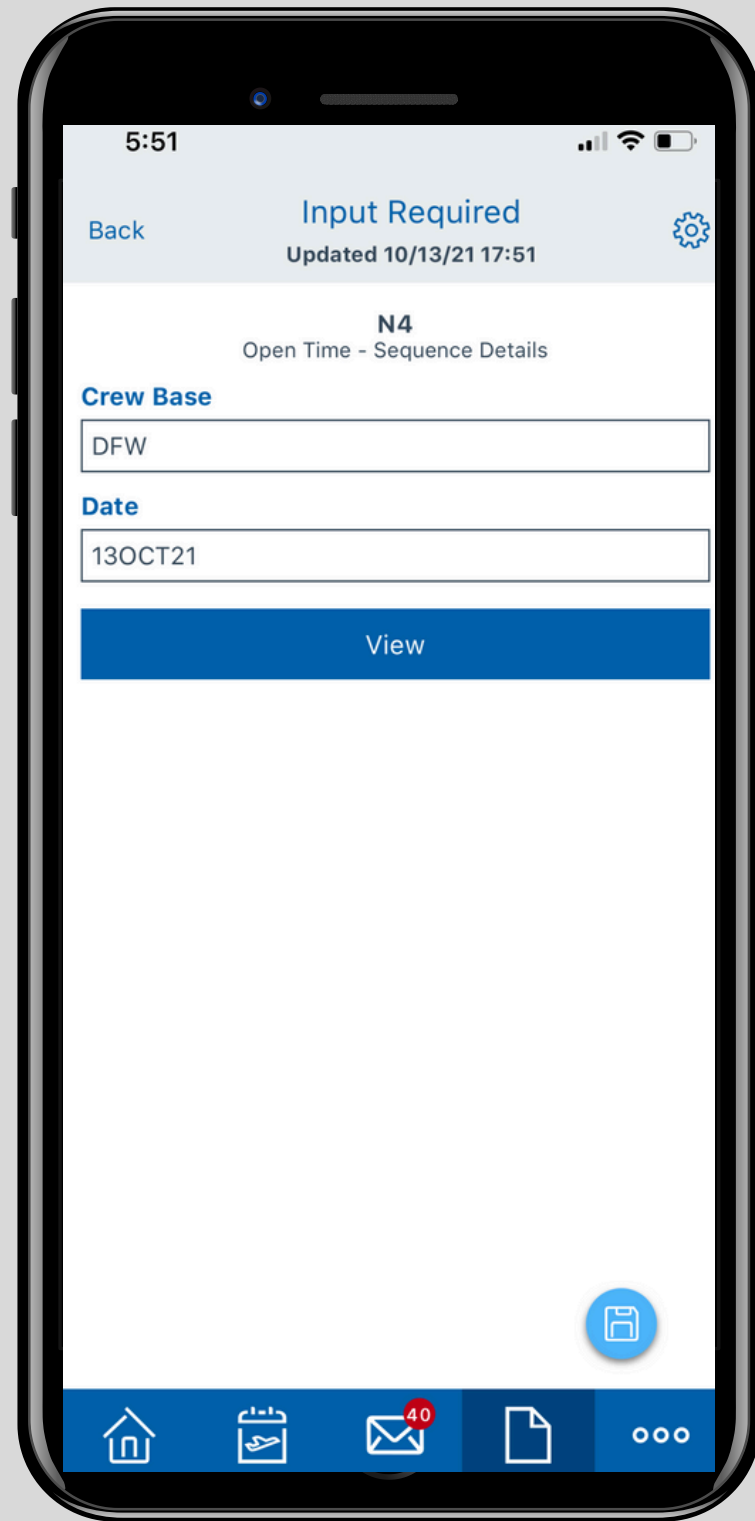 5:51
Back
Input Required
Updated 10/13/21 17:51
N4
Open Time - Sequence Details
Crew Base
DFW
Date
13OCT21
View
40